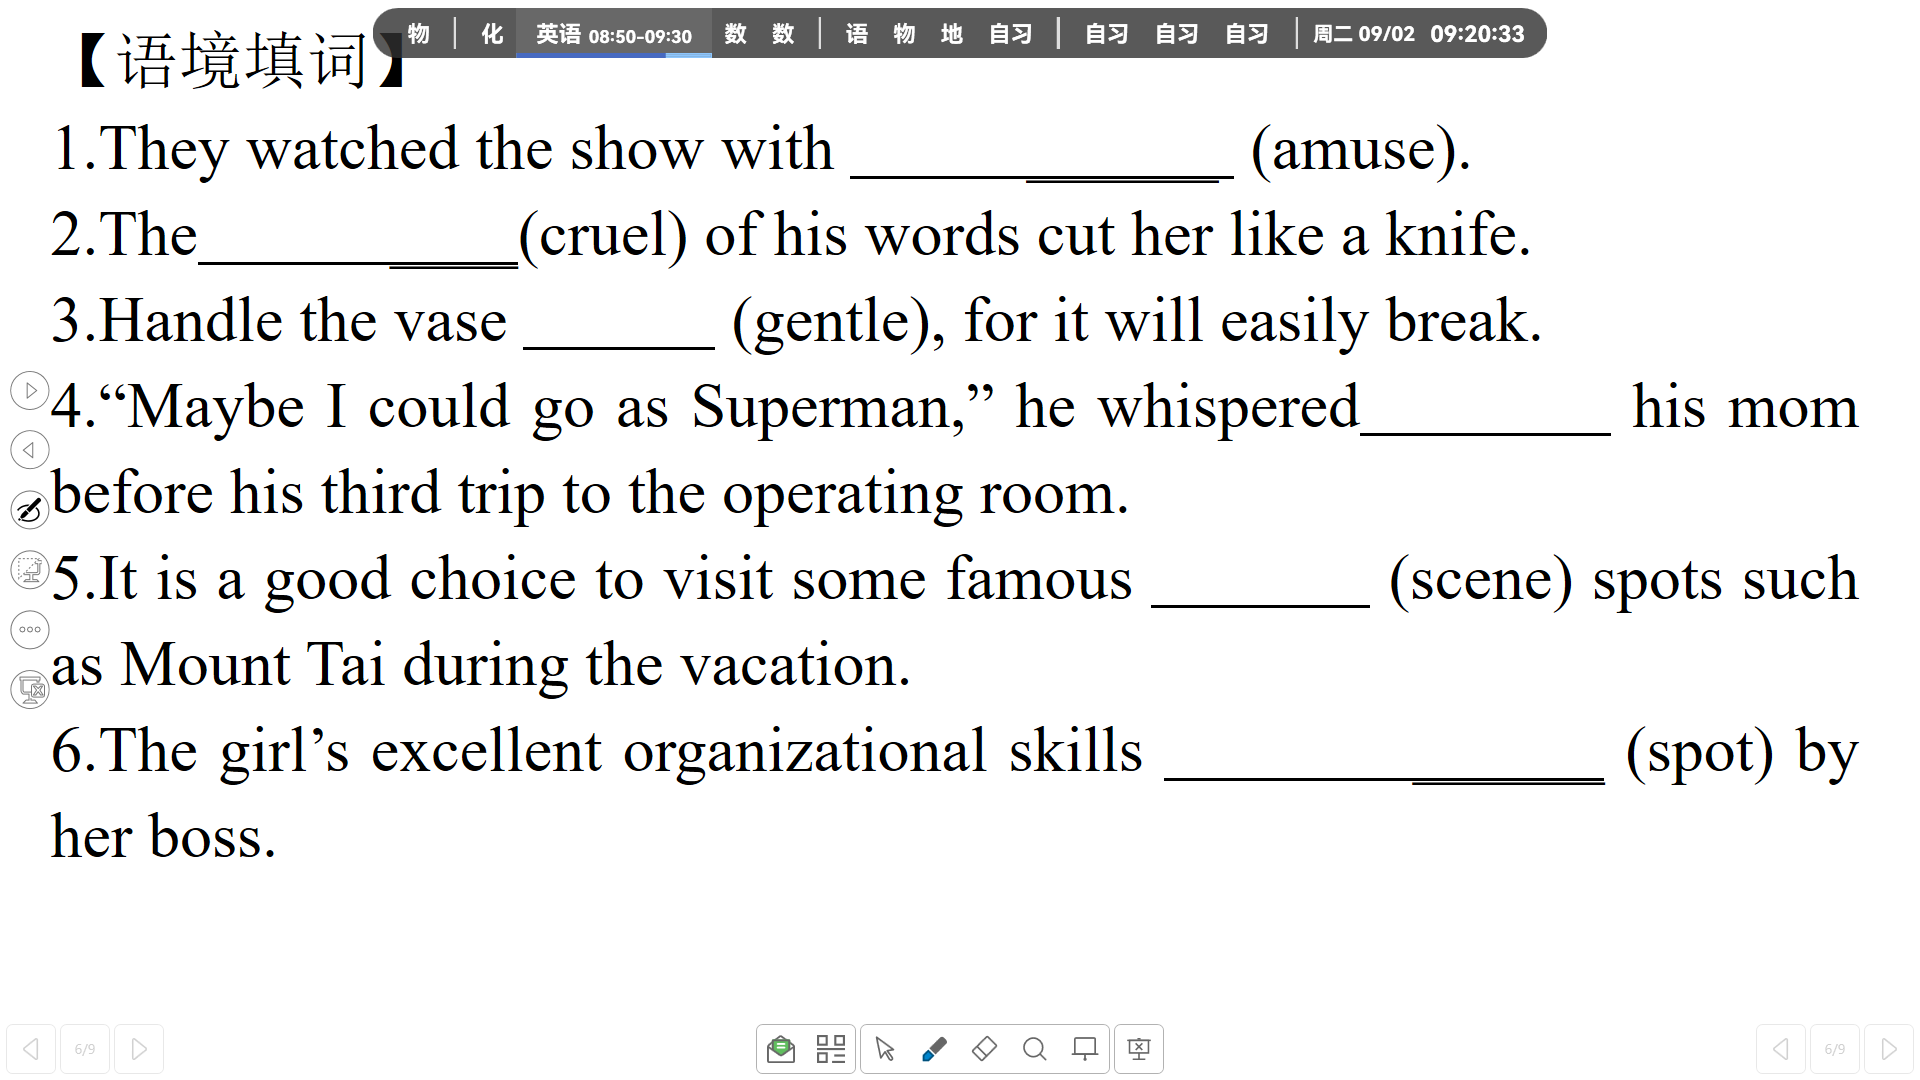 物 | 化 英语 08:50-09:30 数 数 | 语 物 地 自习 | 自习 自习 自习 | 周二 09/02 09:20:33
【语境填词】
1.They watched the show with ____________ (amuse).
2.The__________(cruel) of his words cut her like a knife.
3.Handle the vase ______ (gentle), for it will easily break.
4.“Maybe I could go as Superman,” he whispered________ his mom
before his third trip to the operating room.
5.It is a good choice to visit some famous _______ (scene) spots such
as Mount Tai during the vacation.
6.The girl’s excellent organizational skills ______________ (spot) by
her boss.
6/9
6/9